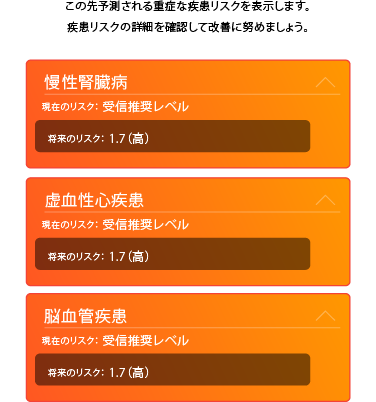 この先予測される重症な疾患リスクを表示します。
疾患リスクの詳細を確認して改善に努めましょう。
慢性腎臓病
現在のリスク: 受信推奨レベル
将来のリスク: 1.7(高)
虚血性心疾患
現在のリスク: 受信推奨レベル
将来のリスク: 1.7(高)
脳血管疾患
現在のリスク: 受信推奨レベル
将来のリスク: 1.7(高)